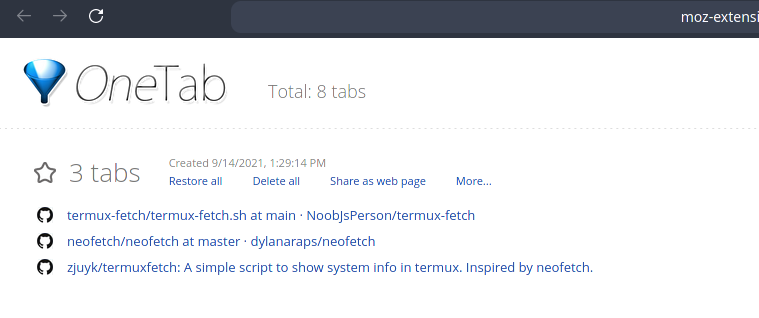 moz-extensi
OneTab
Total: 8 tabs
3 tabs
Created 9/14/2021, 1:29:14 PM
Restore all Delete all Share as web page More...
termux-fetch/termux-fetch.sh at main · NoobJsPerson/termux-fetch
neofetch/neofetch at master · dylanaraps/neofetch
zjuyk/termuxfetch: A simple script to show system info in termux. Inspired by neofetch.